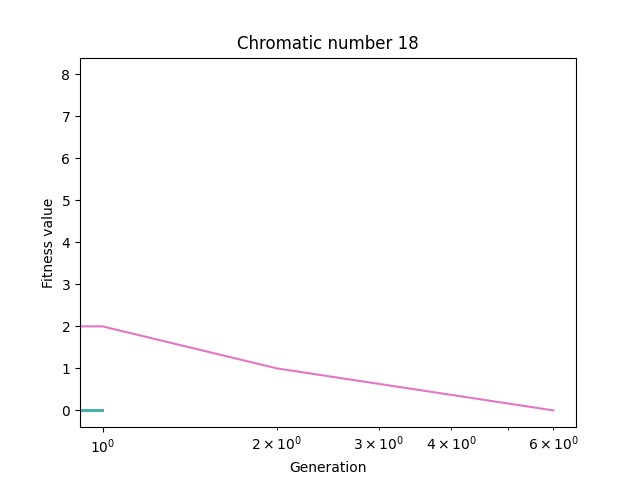 Chromatic number 18
Fitness value
8
7
6
5
4
3
2
1
0
10⁰
2 × 10⁰
3 × 10⁰
4 × 10⁰
6 × 10⁰
Generation